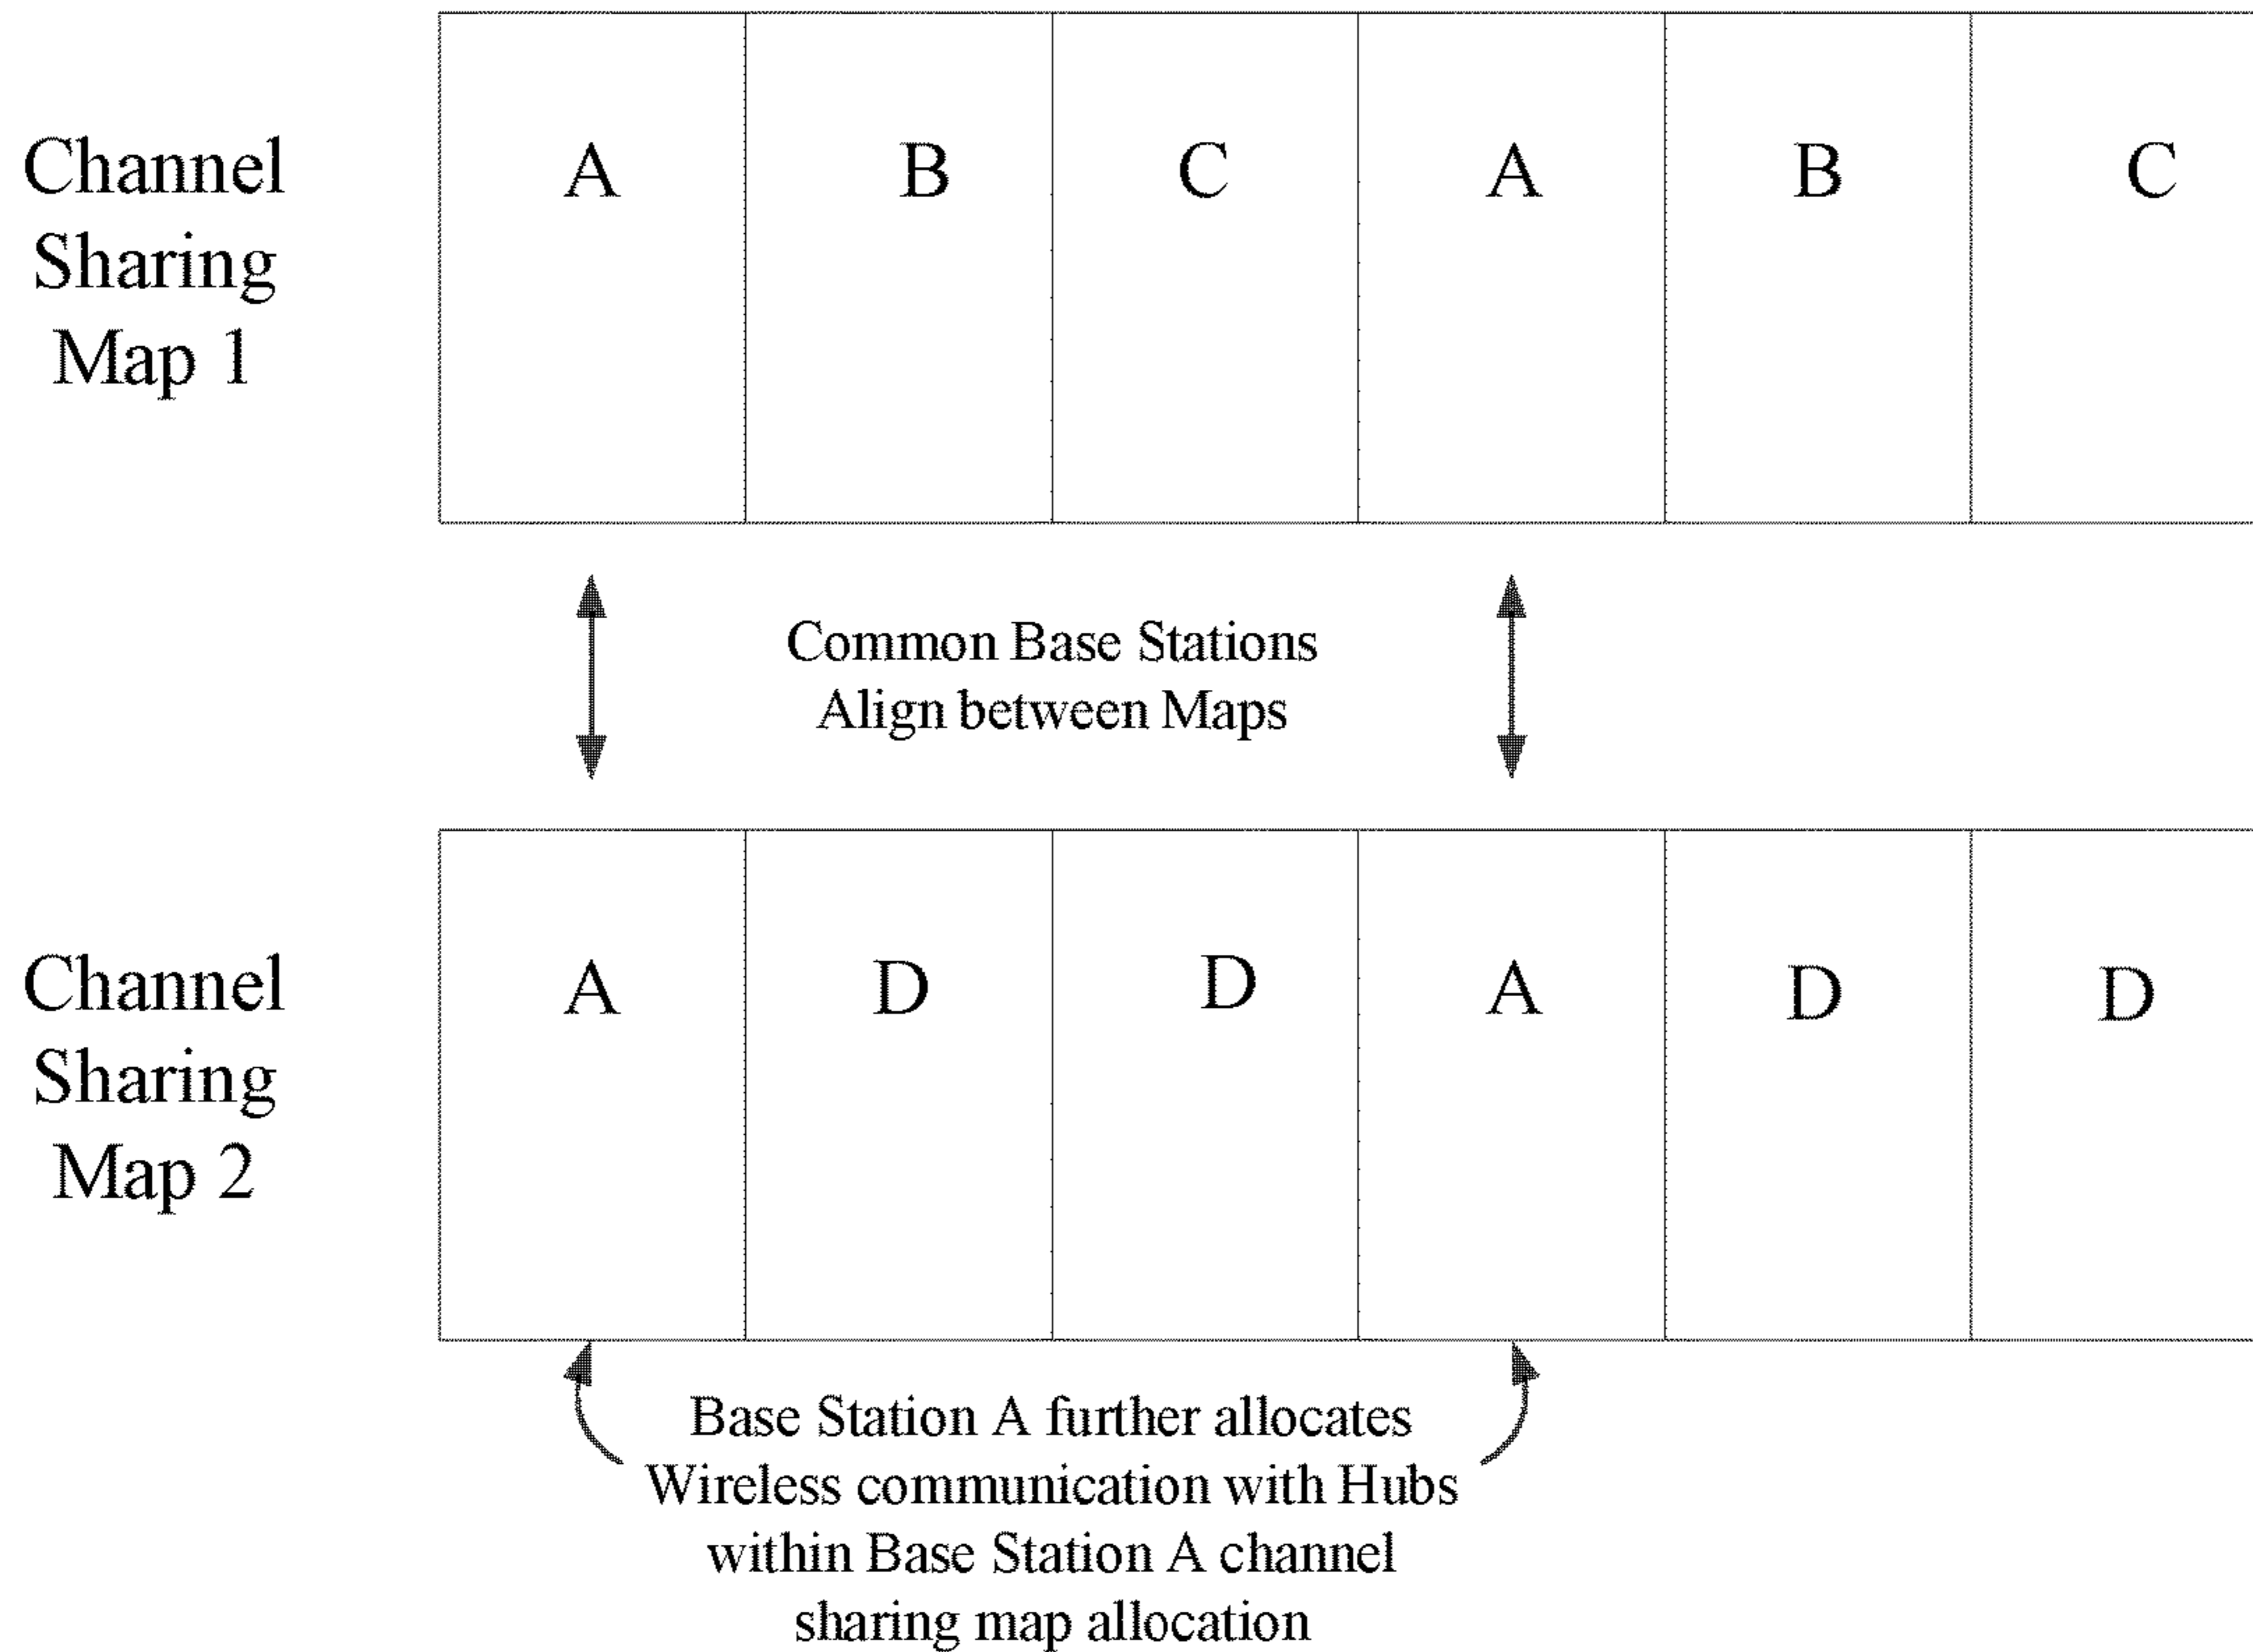 Channel
Sharing
Map 1
A B C A B C
Common Base Stations
Align between Maps
Channel
Sharing
Map 2
A D D A D D
Base Station A further allocates
Wireless communication with Hubs
within Base Station A channel
sharing map allocation